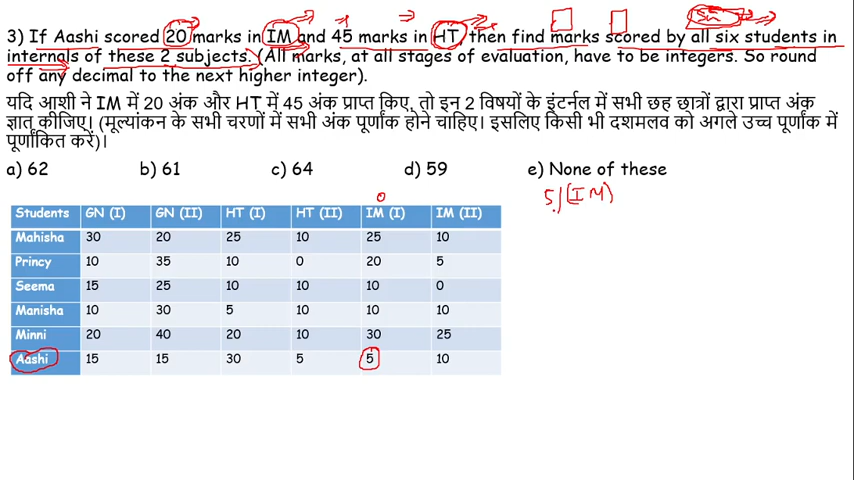 3) If Aashi scored 20 marks in IM and 45 marks in HT, then find marks scored by all six students in
internals of these 2 subjects. (All marks, at all stages of evaluation, have to be integers. So round
off any decimal to the next higher integer).
यदि आशी ने IM में 20 अंक और HT में 45 अंक प्राप्त किए, तो इन 2 विषयों के इंटर्नल में सभी छह छात्रों द्वारा प्राप्त अंक
ज्ञात कीजिए। (मूल्यांकन के सभी चरणों में सभी अंक पूर्णांक होने चाहिए। इसलिए किसी भी दशमलव को अगले उच्च पूर्णांक में
पूर्णांकित करें)।
a) 62 b) 61 c) 64 d) 59 e) None of these
Students GN (I) GN (II) HT (I) HT (II) IM (I) IM (II)
Mahisha 30 20 25 10 25 10
Princy 10 35 10 0 20 5
Seema 15 25 10 10 10 0
Manisha 10 30 5 10 10 10
Minni 20 40 20 10 30 25
Aashi 15 15 30 5 5 10